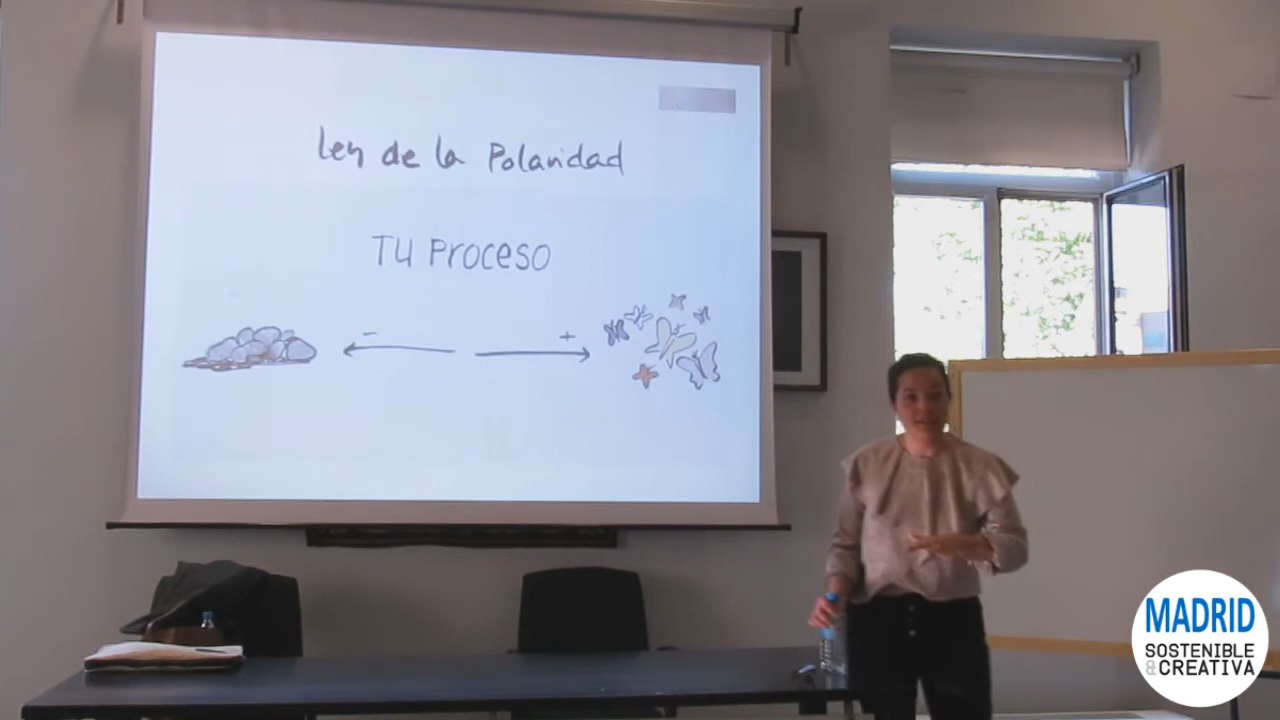 Ley de la Polaridad
TU PROCESO
-
+
MADRID
SOSTENIBLE
&CREATIVA